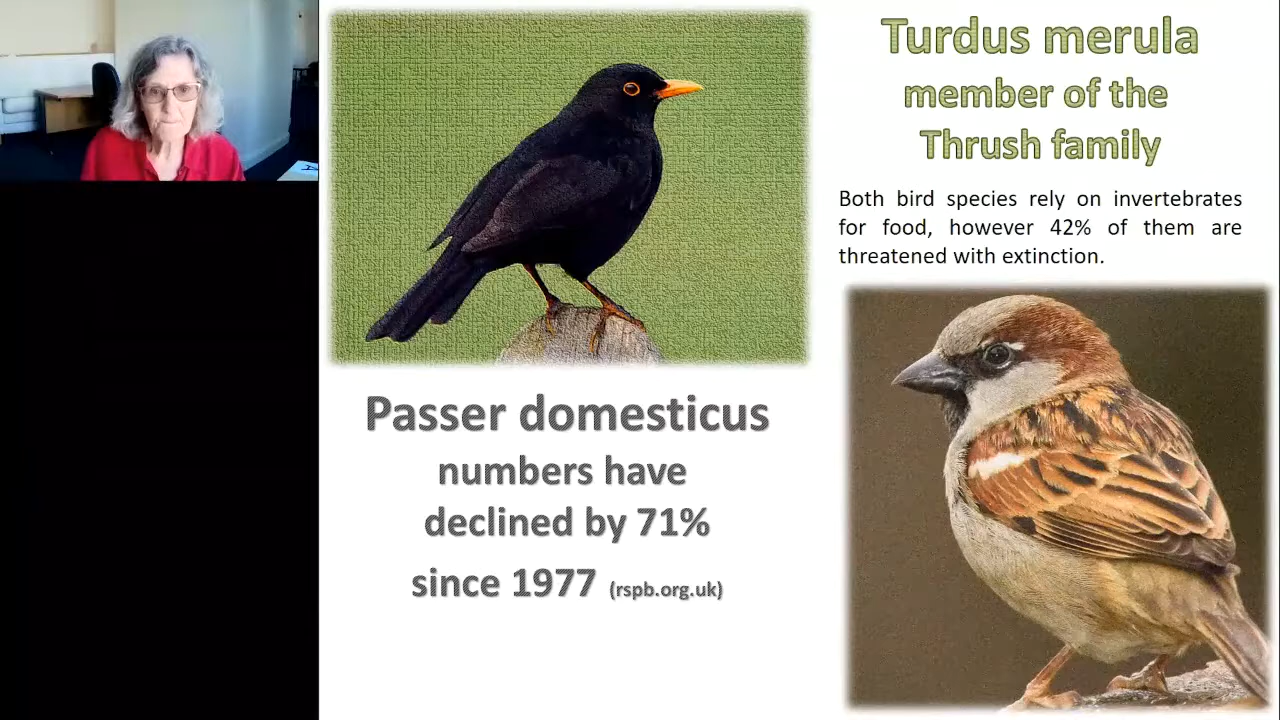 Turdus merula
member of the
Thrush family
Both bird species rely on invertebrates
for food, however 42% of them are
threatened with extinction.
Passer domesticus
numbers have
declined by 71%
since 1977 (rspb.org.uk)